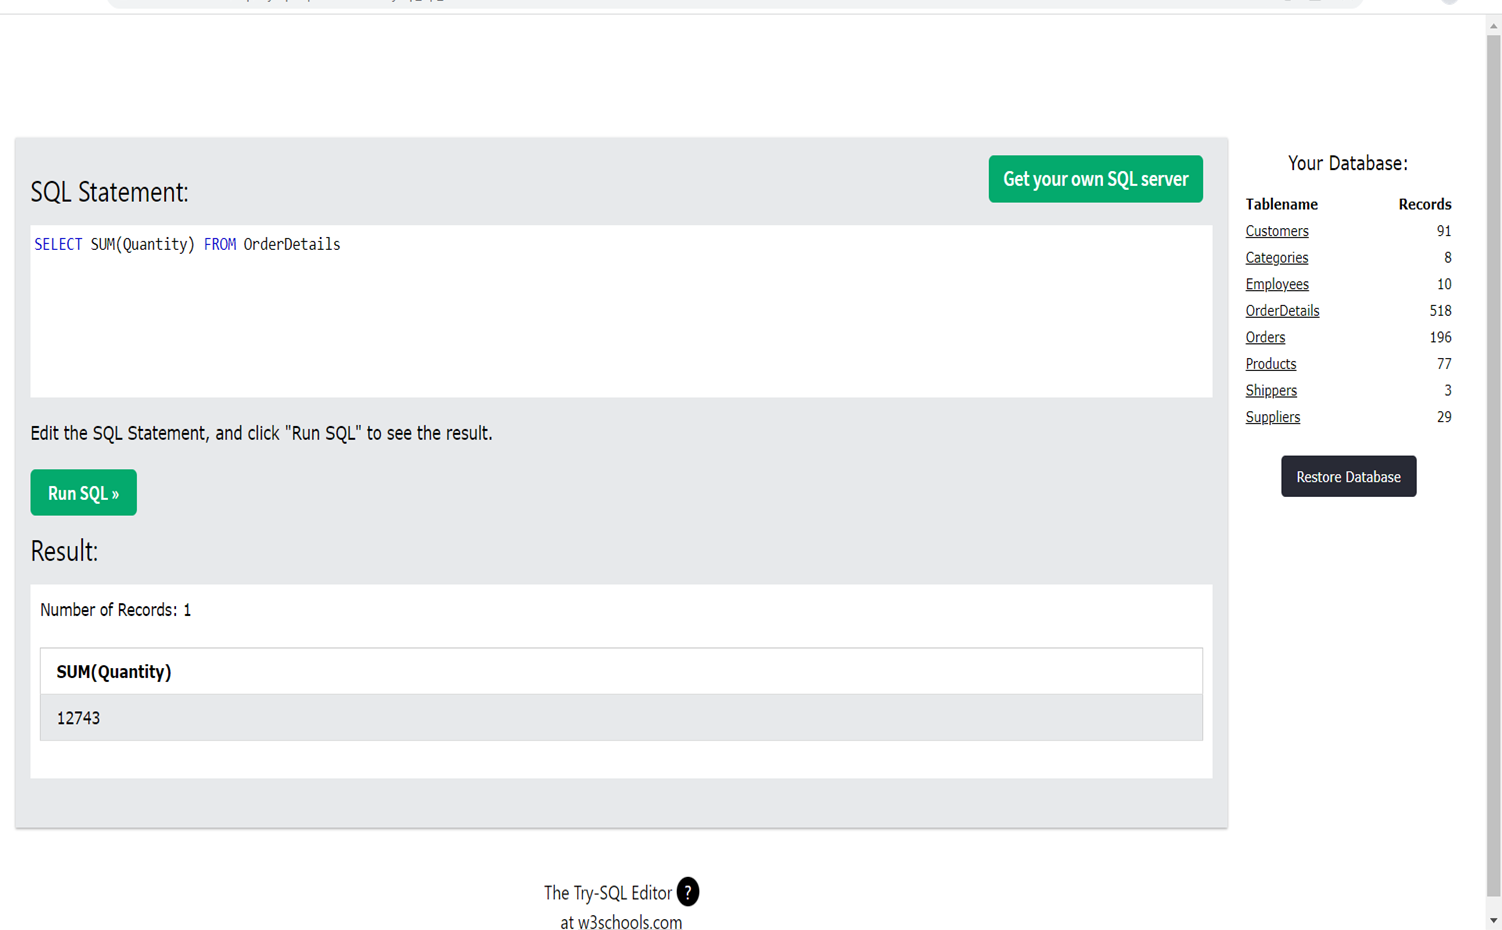 Get your own SQL server
SQL Statement:
SELECT SUM(Quantity) FROM OrderDetails
Edit the SQL Statement, and click "Run SQL" to see the result.
Run SQL »
Result:
Number of Records: 1
SUM(Quantity)
12743
Your Database:
Tablename Records
Customers 91
Categories 8
Employees 10
OrderDetails 518
Orders 196
Products 77
Shippers 3
Suppliers 29
Restore Database
The Try-SQL Editor ?
at w3schools.com